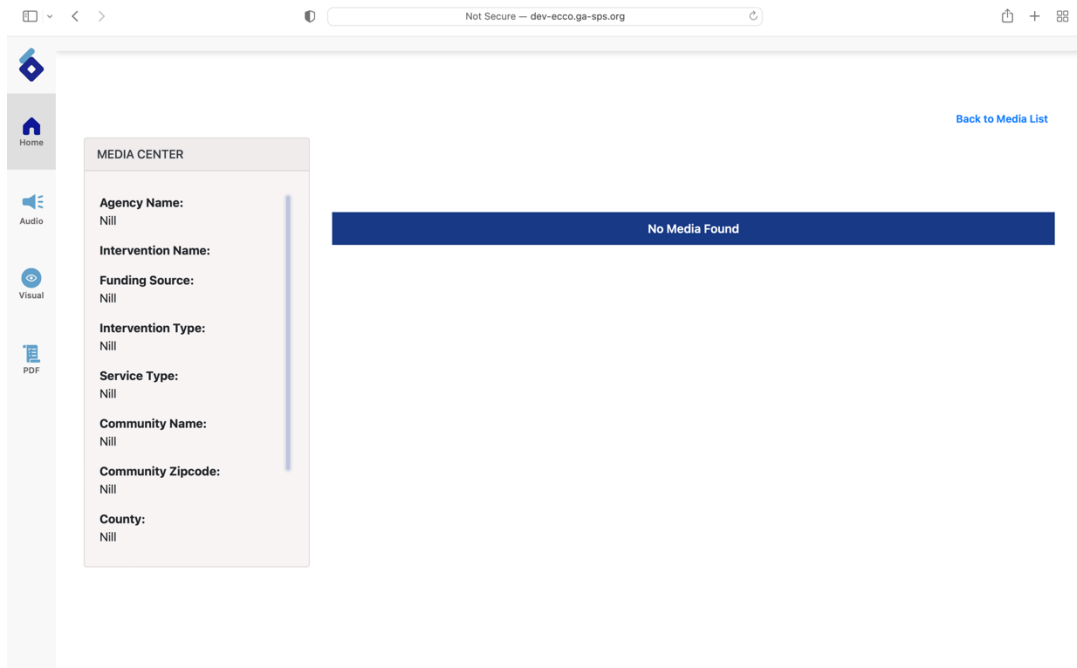 Not Secure — dev-ecco.ga-sps.org
Home
Audio
Visual
PDF
Back to Media List
MEDIA CENTER
Agency Name:
Nill
Intervention Name:
Funding Source:
Nill
Intervention Type:
Nill
Service Type:
Nill
Community Name:
Nill
Community Zipcode:
Nill
County:
Nill
No Media Found